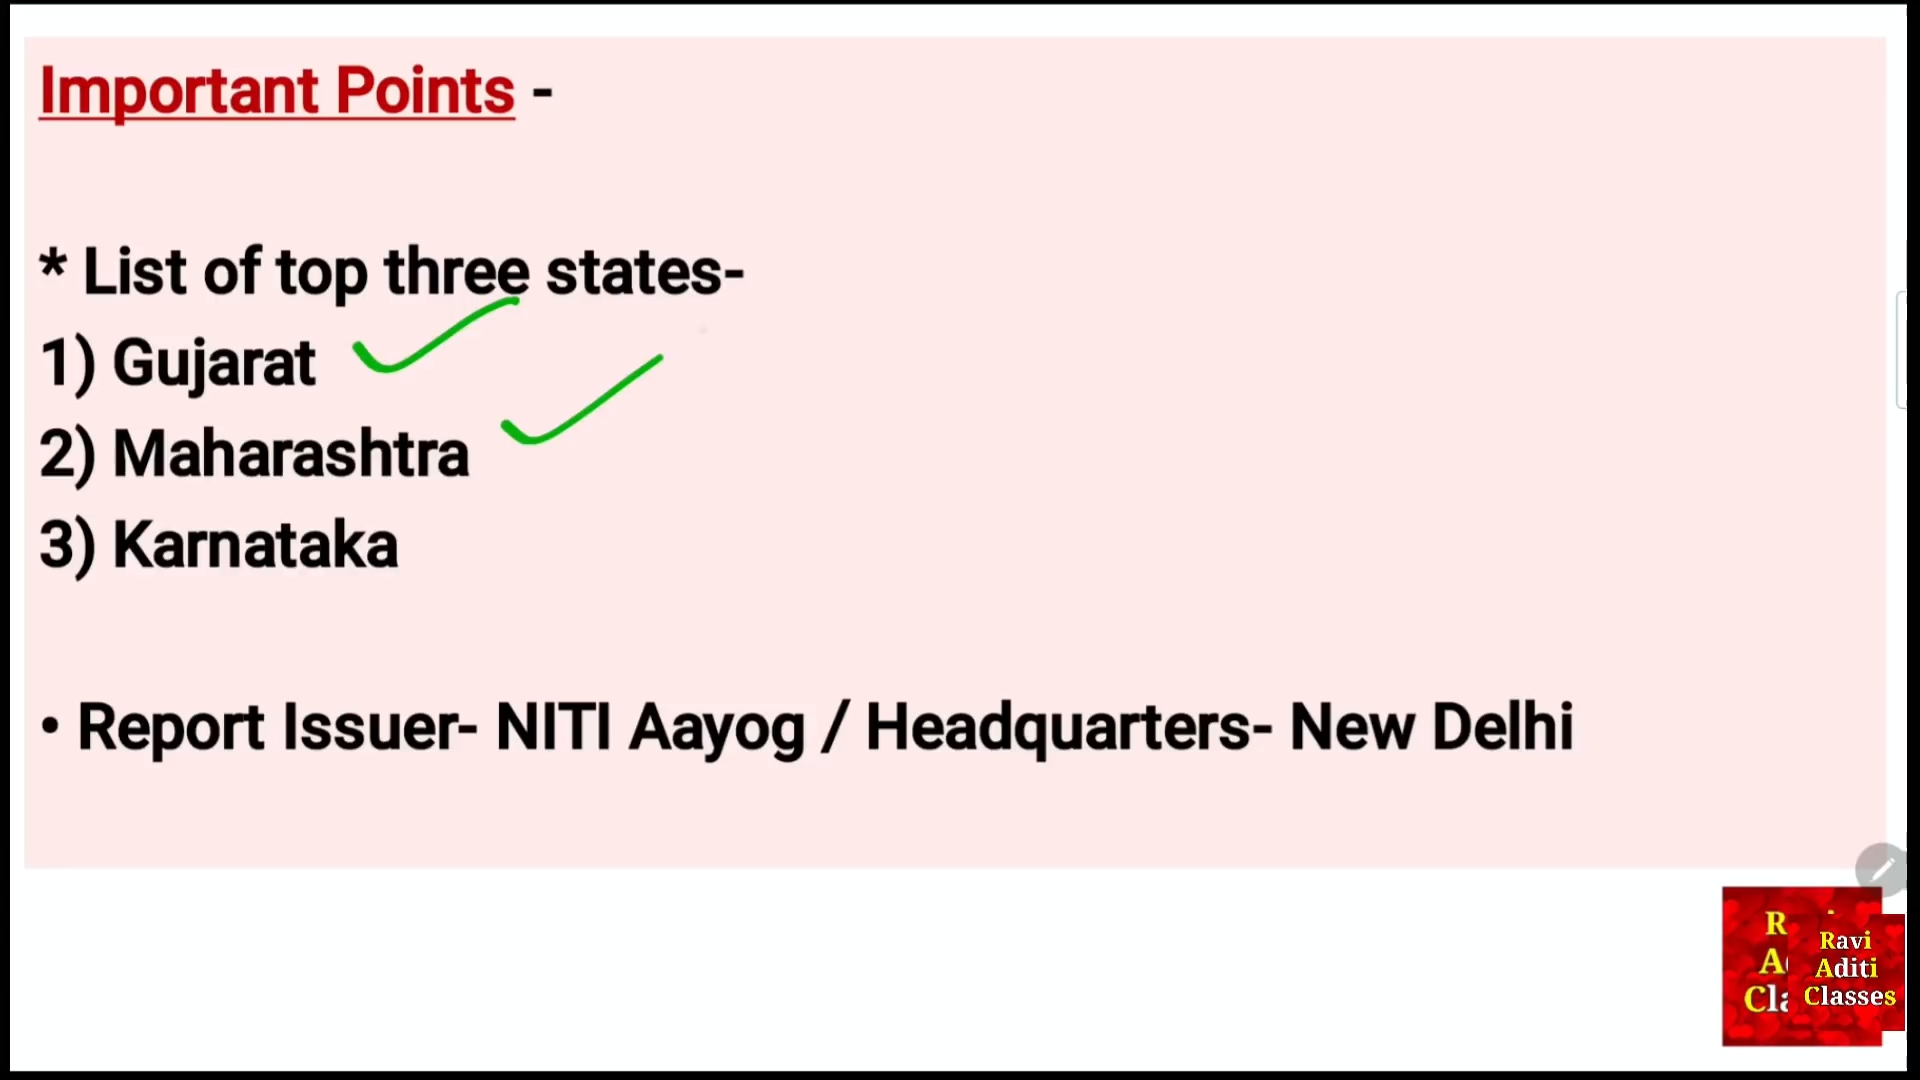 Important Points -
* List of top three states-
1) Gujarat
2) Maharashtra
3) Karnataka
• Report Issuer- NITI Aayog / Headquarters- New Delhi
R
A
Cla
Ravi
Aditi
Classes